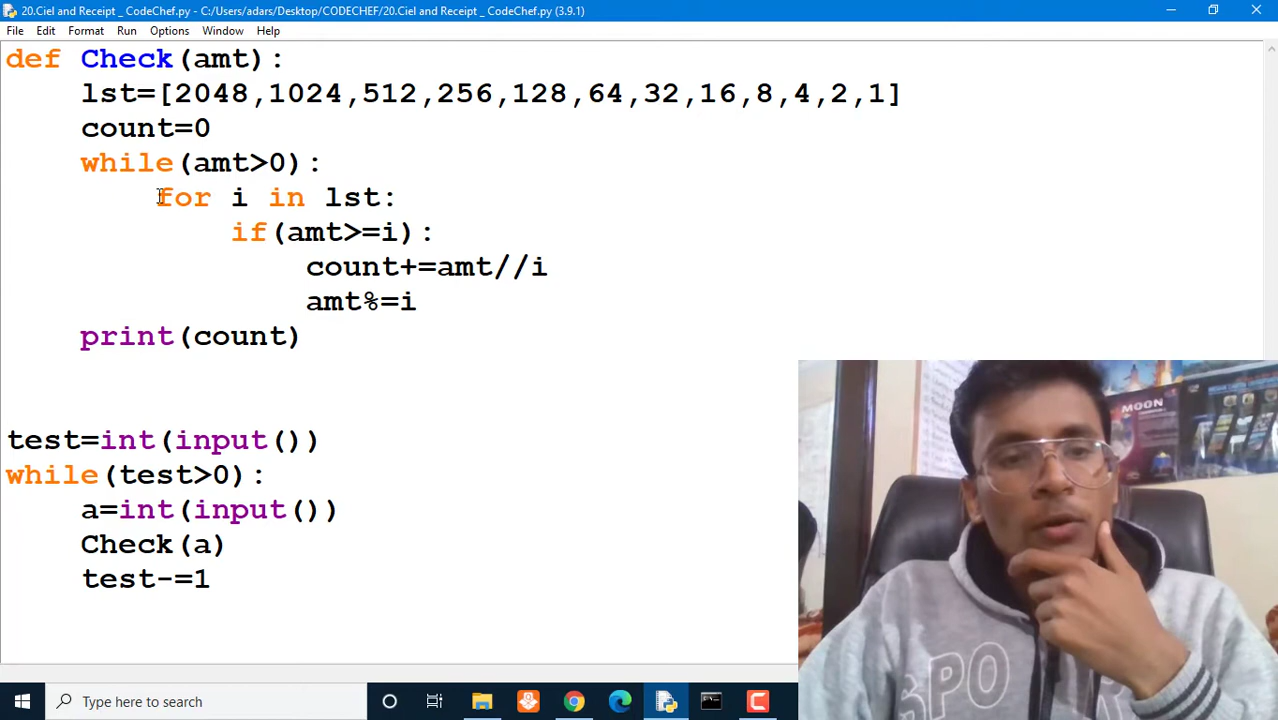 20.Ciel and Receipt _ CodeChef.py - C:/Users/adars/Desktop/CODECHEF/20.Ciel and Receipt _ CodeChef.py (3.9.1)
File Edit Format Run Options Window Help
def Check(amt):
    lst=[2048,1024,512,256,128,64,32,16,8,4,2,1]
    count=0
    while(amt>0):
        for i in lst:
            if(amt>=i):
                count+=amt//i
                amt%=i
    print(count)
test=int(input())
while(test>0):
    a=int(input())
    Check(a)
    test-=1
MOON
SPO
Type here to search